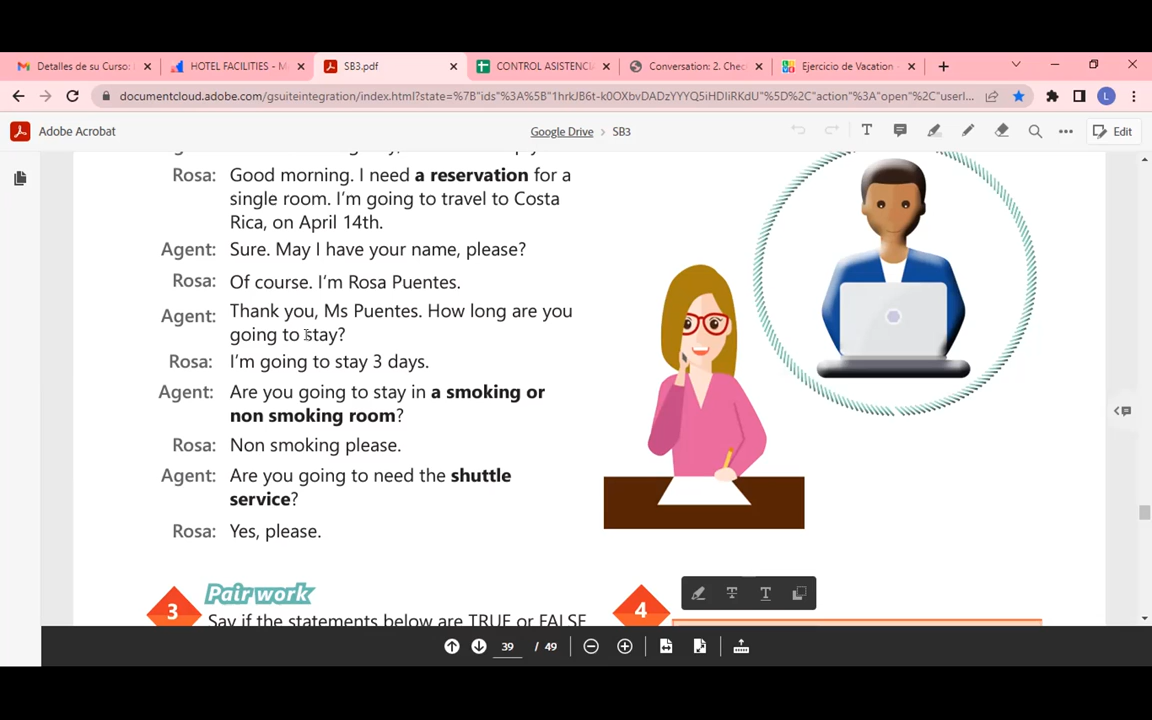 Detalles de su Curso:
HOTEL FACILITIES - M
SB3.pdf
CONTROL ASISTENC
Conversation: 2. Chec
Ejercicio de Vacation
documentcloud.adobe.com/gsuiteintegration/index.html?state=%7B"ids"%3A%5B"1hrkJB6t-k0OXbvDADzYYYQ5iHDIiRKdU"%5D%2C"action"%3A"open"%2C"userI...
L
Adobe Acrobat
Google Drive > SB3
Edit
Rosa: Good morning. I need a reservation for a
single room. I'm going to travel to Costa
Rica, on April 14th.
Agent: Sure. May I have your name, please?
Rosa: Of course. I'm Rosa Puentes.
Agent: Thank you, Ms Puentes. How long are you
going to stay?
Rosa: I'm going to stay 3 days.
Agent: Are you going to stay in a smoking or
non smoking room?
Rosa: Non smoking please.
Agent: Are you going to need the shuttle
service?
Rosa: Yes, please.
3 Pair work
Say if the statements below are TRUE or FALSE
4
39 / 49